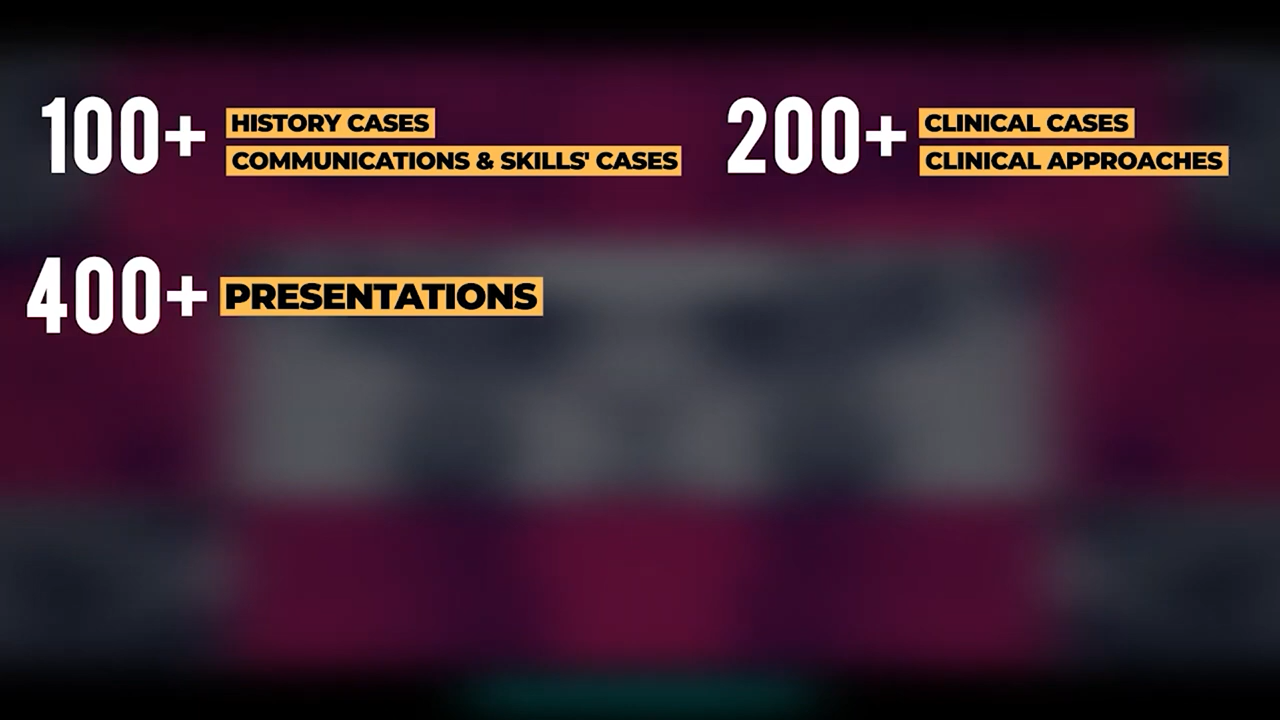 100+
HISTORY CASES
COMMUNICATIONS & SKILLS' CASES
200+
CLINICAL CASES
CLINICAL APPROACHES
400+
PRESENTATIONS